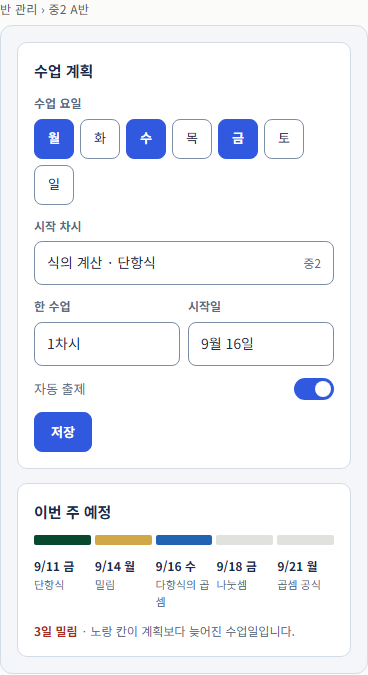 반 관리 › 중2 A반
수업 계획
수업 요일
월 화 수 목 금 토
일
시작 차시
식의 계산 · 단항식 중2
한 수업 시작일
1차시 9월 16일
자동 출제
저장
이번 주 예정
9/11 금 9/14 월 9/16 수 9/18 금 9/21 월
단항식 밀림 다항식의 곱 나눗셈 곱셈 공식
셈
3일 밀림 · 노랑 칸이 계획보다 늦어진 수업일입니다.